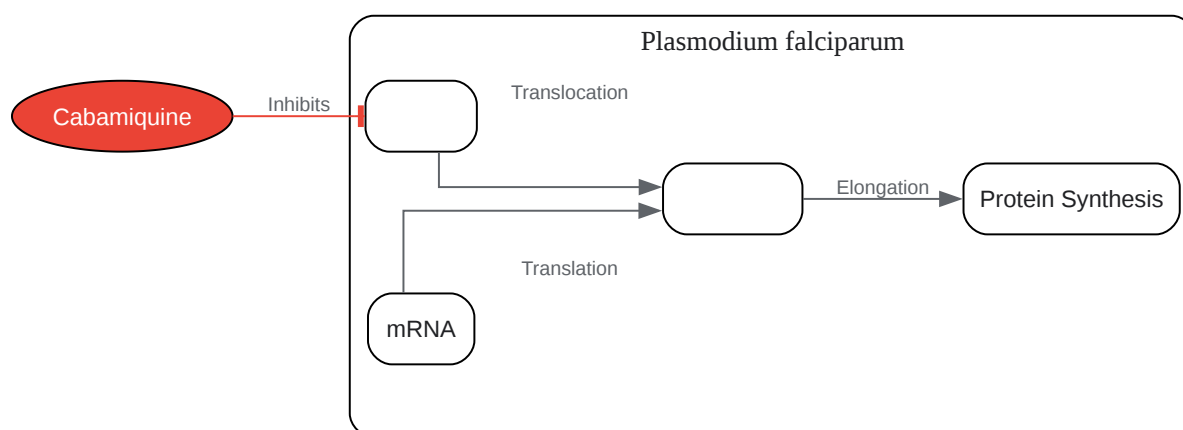 Plasmodium falciparum
Translocation
Inhibits
Cabamiquine
Elongation
Protein Synthesis
Translation
mRNA